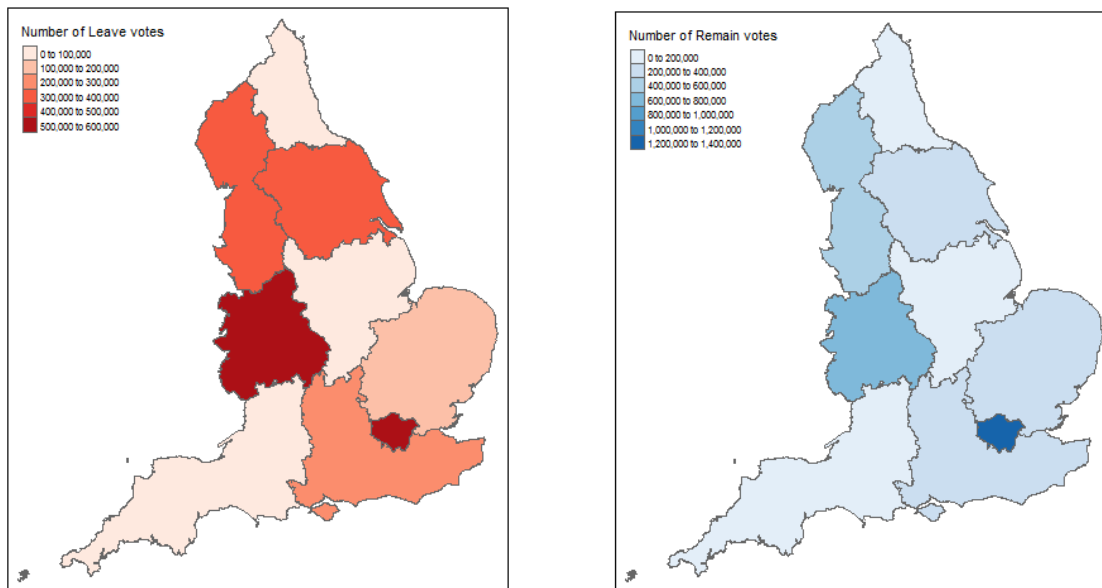 Number of Leave votes
0 to 100,000
100,000 to 200,000
200,000 to 300,000
300,000 to 400,000
400,000 to 500,000
500,000 to 600,000
Number of Remain votes
0 to 200,000
200,000 to 400,000
400,000 to 600,000
600,000 to 800,000
800,000 to 1,000,000
1,000,000 to 1,200,000
1,200,000 to 1,400,000